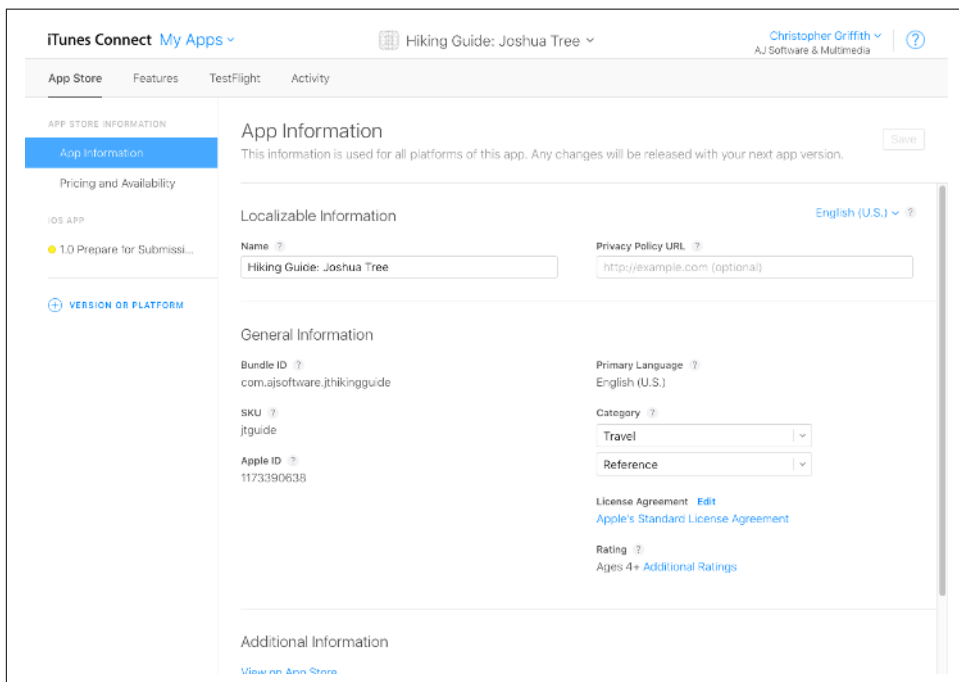 iTunes Connect My Apps
Hiking Guide: Joshua Tree
Christopher Griffith
AJ Software & Multimedia
?
App Store Features TestFlight Activity
APP STORE INFORMATION
App Information
Pricing and Availability
IOS APP
1.0 Prepare for Submissi...
VERSION OR PLATFORM
App Information
This information is used for all platforms of this app. Any changes will be released with your next app version.
Save
Localizable Information
English (U.S.) ?
Name ?
Hiking Guide: Joshua Tree
Privacy Policy URL ?
http://example.com (optional)
General Information
Bundle ID ?
com.ajsoftware.jthikingguide
SKU ?
jtguide
Apple ID ?
1173390638
Primary Language ?
English (U.S.)
Category ?
Travel
Reference
License Agreement Edit
Apple's Standard License Agreement
Rating ?
Ages 4+ Additional Ratings
Additional Information
View on App Store